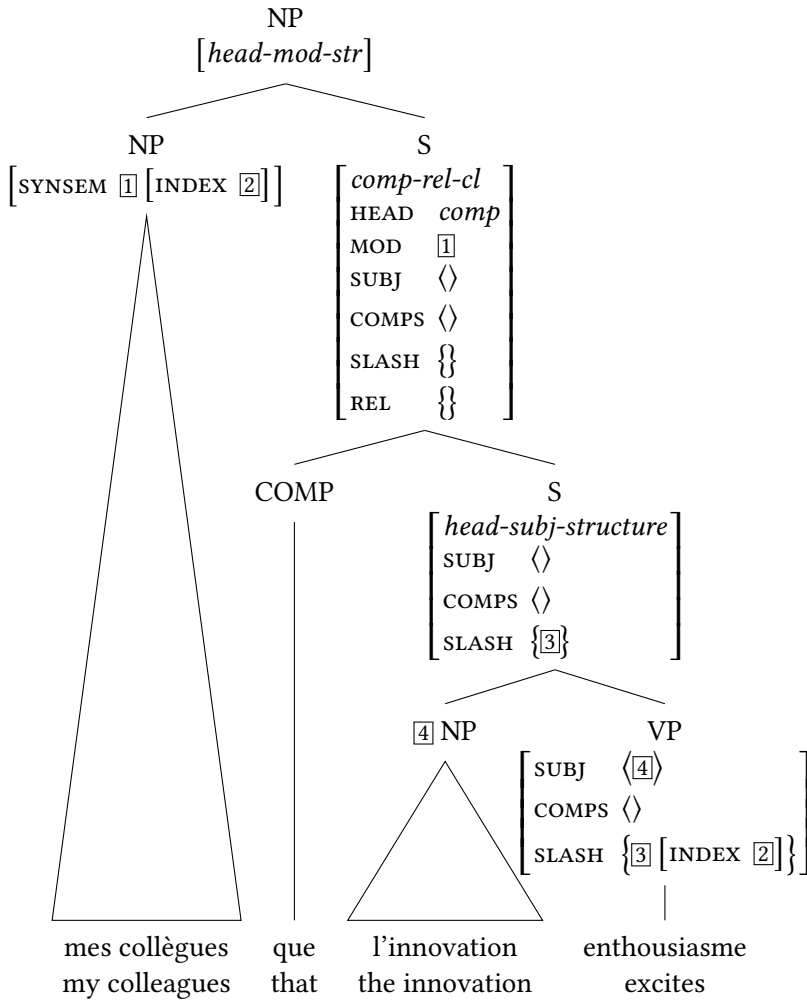 NP
[head-mod-str]
NP
S
[SYNSEM 1 [INDEX 2]]
comp-rel-cl
HEAD comp
MOD 1
SUBJ ⟨⟩
COMPS ⟨⟩
SLASH {}
REL {}
COMP
S
head-subj-structure
SUBJ ⟨⟩
COMPS ⟨⟩
SLASH {3}
4 NP
VP
SUBJ ⟨4⟩
COMPS ⟨⟩
SLASH {3 [INDEX 2]}
mes collègues que l’innovation enthousiasme
my colleagues that the innovation excites